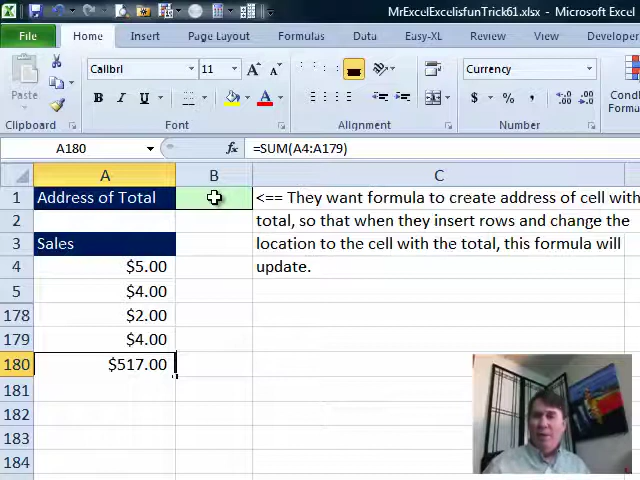 MrExcelExcelisfunTrick61.xlsx - Microsoft Excel
File Home Insert Page Layout Formulas Data Easy-XL Review View Developer
Paste
Clipboard
Calibri 11 A A
B I U A
Font
Alignment
Currency
$ % , .0 .00 .00 .0
Number
A180 fx =SUM(A4:A179)
A B C
1 Address of Total <== They want formula to create address of cell with
2 total, so that when they insert rows and change the
3 Sales location to the cell with the total, this formula will
4 $5.00 update.
5 $4.00
178 $2.00
179 $4.00
180 $517.00
181
182
183
184